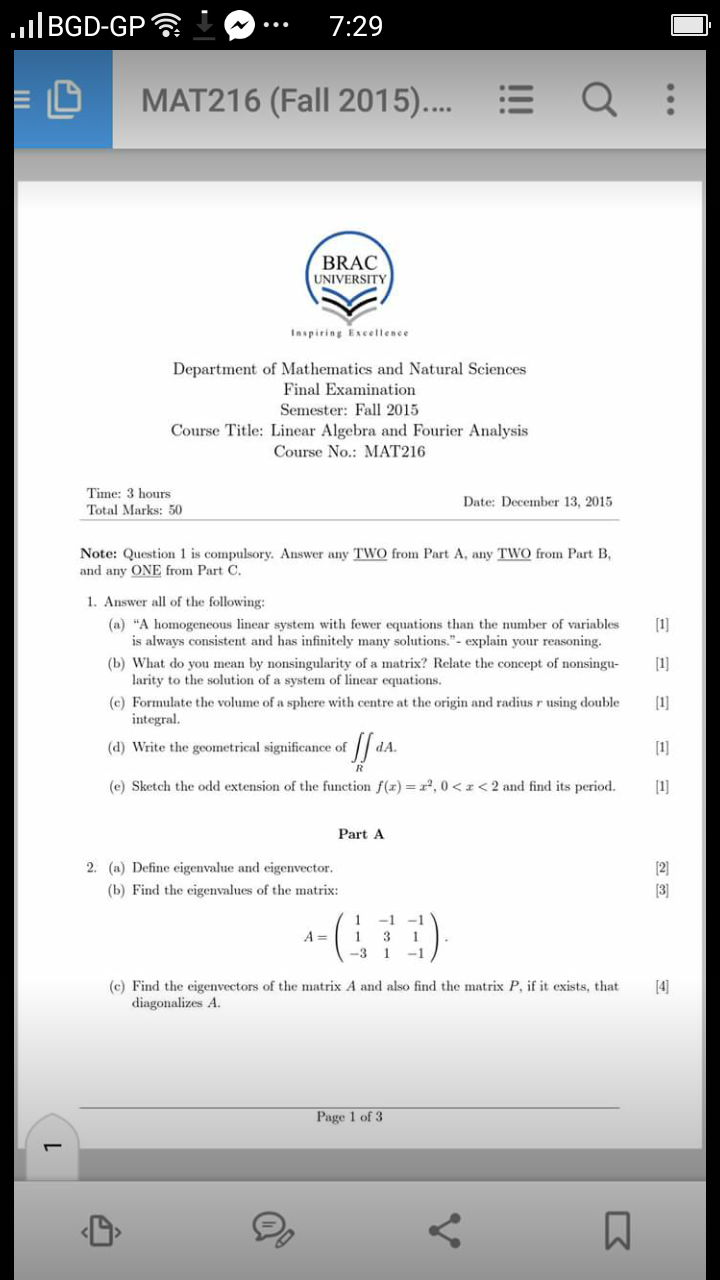 BGD-GP ... 7:29
MAT216 (Fall 2015)....
BRAC
UNIVERSITY
Inspiring Excellence
Department of Mathematics and Natural Sciences
Final Examination
Semester: Fall 2015
Course Title: Linear Algebra and Fourier Analysis
Course No.: MAT216
Time: 3 hours
Total Marks: 50
Date: December 13, 2015
Note: Question 1 is compulsory. Answer any TWO from Part A, any TWO from Part B,
and any ONE from Part C.
1. Answer all of the following:
(a) “A homogeneous linear system with fewer equations than the number of variables [1]
is always consistent and has infinitely many solutions.”- explain your reasoning.
(b) What do you mean by nonsingularity of a matrix? Relate the concept of nonsingu- [1]
larity to the solution of a system of linear equations.
(c) Formulate the volume of a sphere with centre at the origin and radius r using double [1]
integral.
(d) Write the geometrical significance of ∬_R dA. [1]
(e) Sketch the odd extension of the function f(x) = x², 0 < x < 2 and find its period. [1]
Part A
2. (a) Define eigenvalue and eigenvector. [2]
(b) Find the eigenvalues of the matrix: [3]
1 −1 −1
A = 1 3 1 .
−3 1 −1
(c) Find the eigenvectors of the matrix A and also find the matrix P, if it exists, that [4]
diagonalizes A.
Page 1 of 3
1